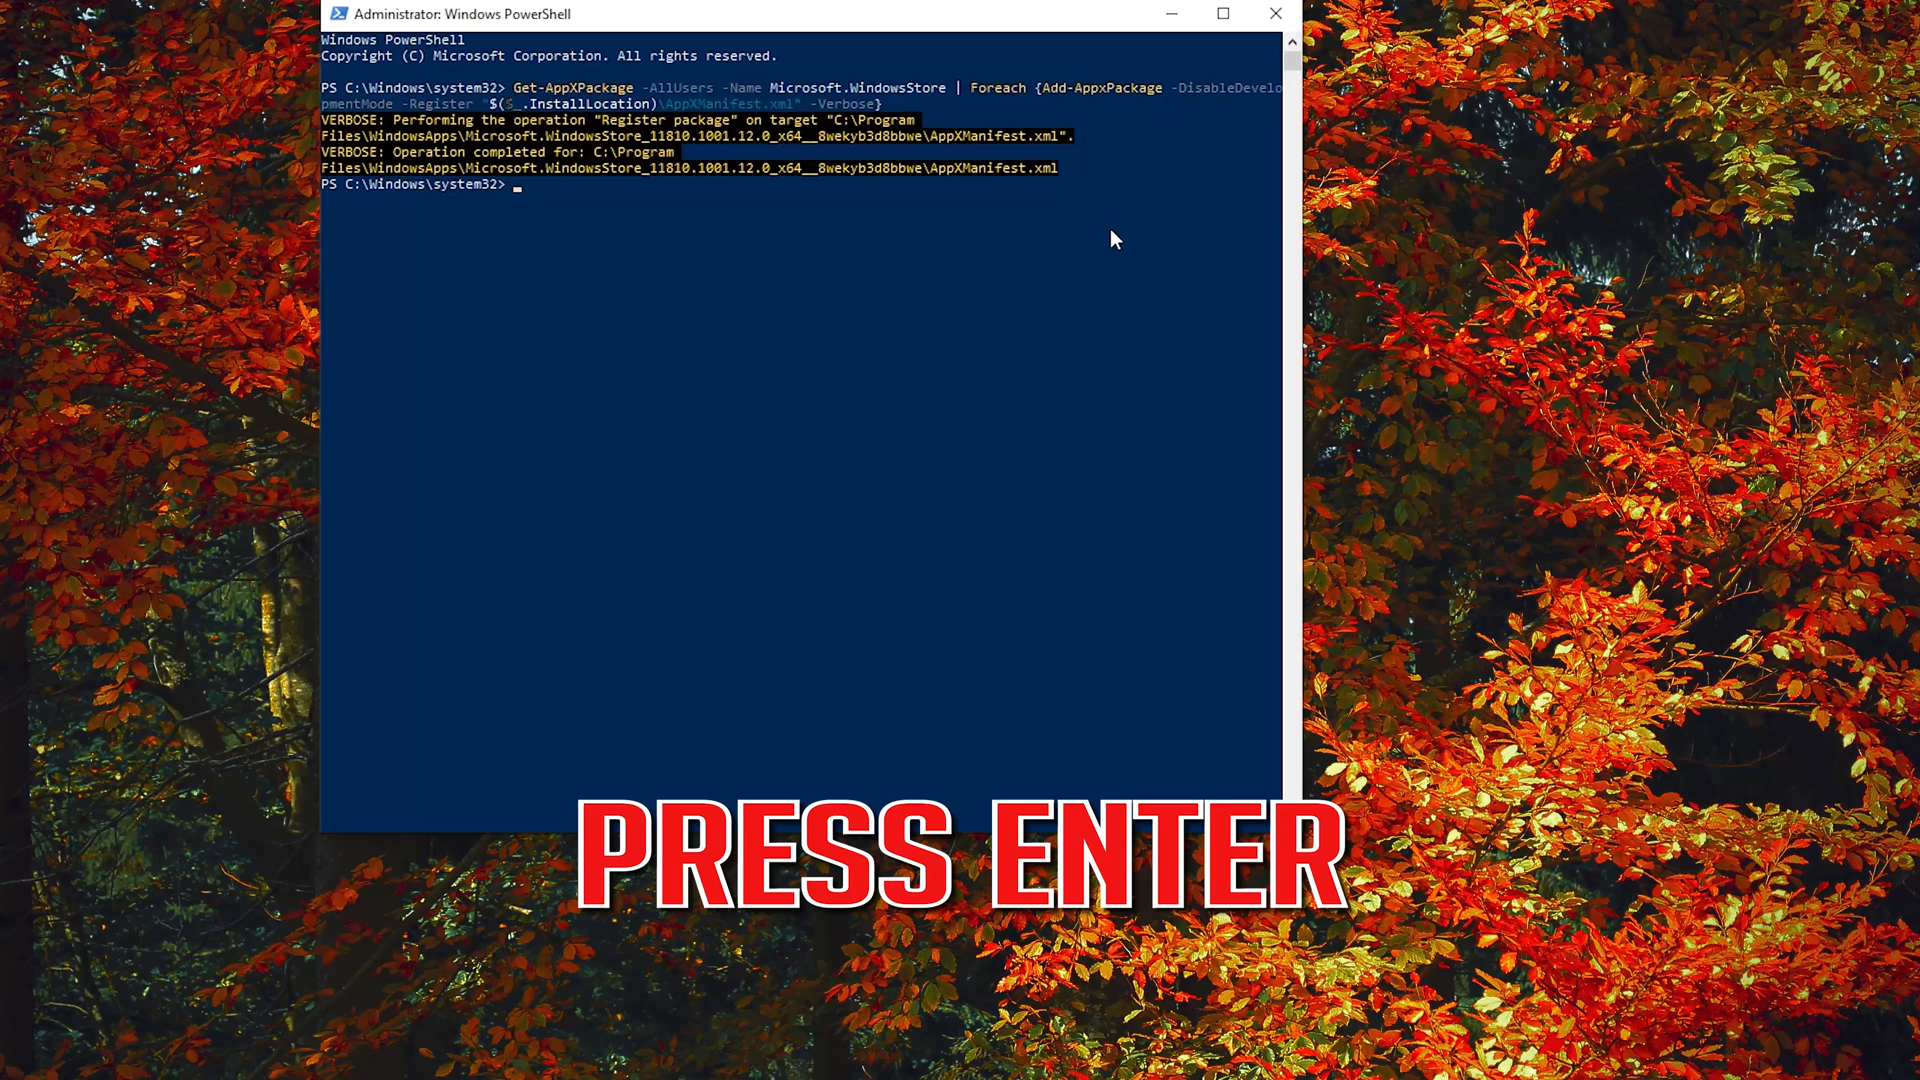 Administrator: Windows PowerShell
Windows PowerShell
Copyright (C) Microsoft Corporation. All rights reserved.
PS C:\Windows\system32> Get-AppXPackage -AllUsers -Name Microsoft.WindowsStore | Foreach {Add-AppxPackage -DisableDevelo
pmentMode -Register "$($_.InstallLocation)\AppXManifest.xml" -Verbose}
VERBOSE: Performing the operation "Register package" on target "C:\Program
Files\WindowsApps\Microsoft.WindowsStore_11810.1001.12.0_x64__8wekyb3d8bbwe\AppXManifest.xml".
VERBOSE: Operation completed for: C:\Program
Files\WindowsApps\Microsoft.WindowsStore_11810.1001.12.0_x64__8wekyb3d8bbwe\AppXManifest.xml
PS C:\Windows\system32>
PRESS ENTER